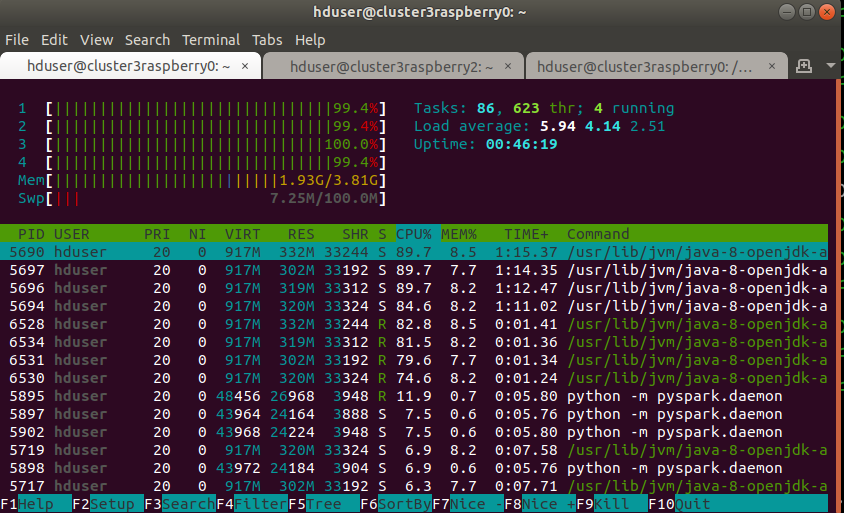 hduser@cluster3raspberry0: ~
File Edit View Search Terminal Tabs Help
hduser@cluster3raspberry0: ~ × hduser@cluster3raspberry2: ~ × hduser@cluster3raspberry0: /... ×
1 [||||||||||||||||||||||||||||||||99.4%] Tasks: 86, 623 thr; 4 running
2 [||||||||||||||||||||||||||||||||99.4%] Load average: 5.94 4.14 2.51
3 [|||||||||||||||||||||||||||||||100.0%] Uptime: 00:46:19
4 [||||||||||||||||||||||||||||||||99.4%]
Mem[|||||||||||||||||||||||||1.93G/3.81G]
Swp[||| 7.25M/100.0M]
PID USER PRI NI VIRT RES SHR S CPU% MEM% TIME+ Command
5690 hduser 20 0 917M 332M 33244 S 89.7 8.5 1:15.37 /usr/lib/jvm/java-8-openjdk-a
5697 hduser 20 0 917M 302M 33192 S 89.7 7.7 1:14.35 /usr/lib/jvm/java-8-openjdk-a
5696 hduser 20 0 917M 319M 33312 S 89.7 8.2 1:12.47 /usr/lib/jvm/java-8-openjdk-a
5694 hduser 20 0 917M 320M 33324 S 84.6 8.2 1:11.02 /usr/lib/jvm/java-8-openjdk-a
6528 hduser 20 0 917M 332M 33244 R 82.8 8.5 0:01.41 /usr/lib/jvm/java-8-openjdk-a
6534 hduser 20 0 917M 319M 33312 R 81.5 8.2 0:01.36 /usr/lib/jvm/java-8-openjdk-a
6531 hduser 20 0 917M 302M 33192 R 79.6 7.7 0:01.34 /usr/lib/jvm/java-8-openjdk-a
6530 hduser 20 0 917M 320M 33324 R 74.6 8.2 0:01.24 /usr/lib/jvm/java-8-openjdk-a
5895 hduser 20 0 48456 26968 3948 R 11.9 0.7 0:05.80 python -m pyspark.daemon
5897 hduser 20 0 43964 24164 3888 S 7.5 0.6 0:05.76 python -m pyspark.daemon
5902 hduser 20 0 43968 24224 3948 S 7.5 0.6 0:05.80 python -m pyspark.daemon
5719 hduser 20 0 917M 320M 33324 S 6.9 8.2 0:07.58 /usr/lib/jvm/java-8-openjdk-a
5898 hduser 20 0 43972 24184 3904 S 6.9 0.6 0:05.76 python -m pyspark.daemon
5717 hduser 20 0 917M 302M 33192 S 6.3 7.7 0:07.71 /usr/lib/jvm/java-8-openjdk-a
F1Help F2Setup F3SearchF4FilterF5Tree F6SortByF7Nice -F8Nice +F9Kill F10Quit